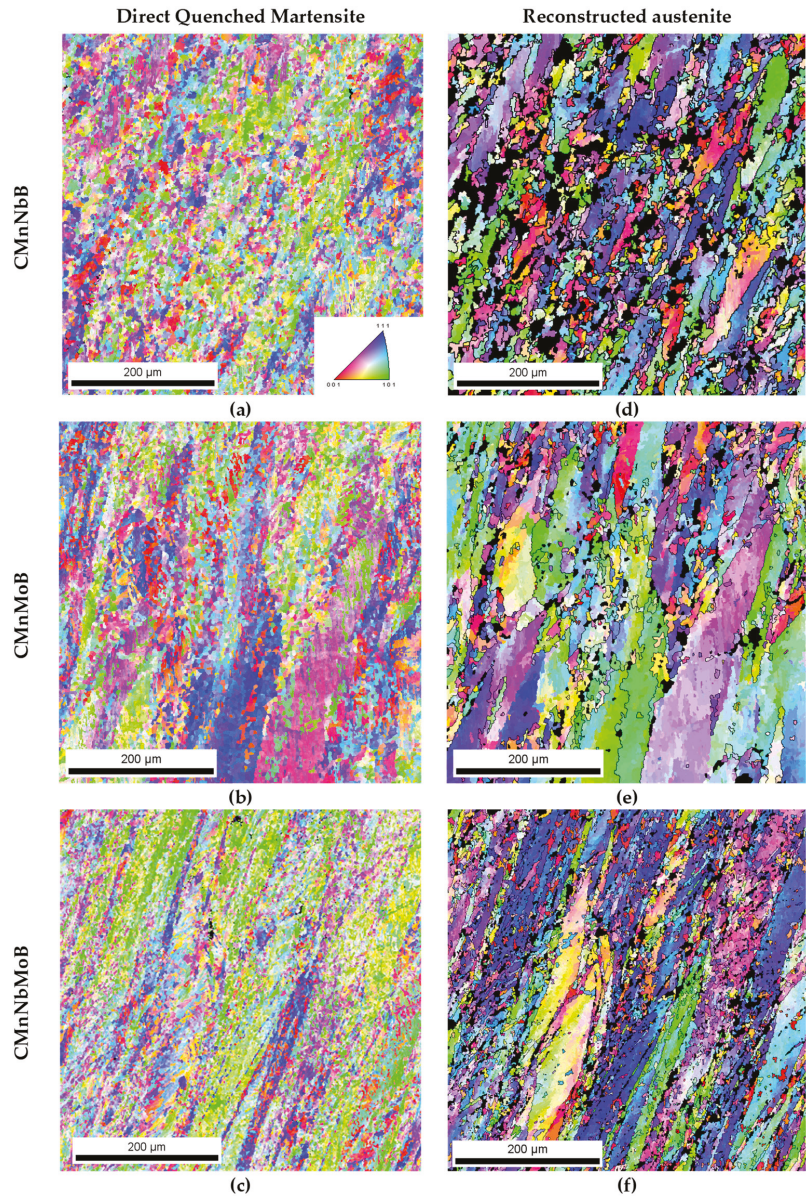 Direct Quenched Martensite
Reconstructed austenite
CMnNbB
111
001
101
200 µm
200 µm
(a)
(d)
CMnMoB
200 µm
200 µm
(b)
(e)
CMnNbMoB
200 µm
200 µm
(c)
(f)